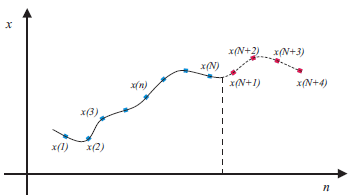 x
x(N+2)
x(N+3)
x(N)
x(n)
x(N+1)
x(N+4)
x(3)
x(1)
x(2)
n